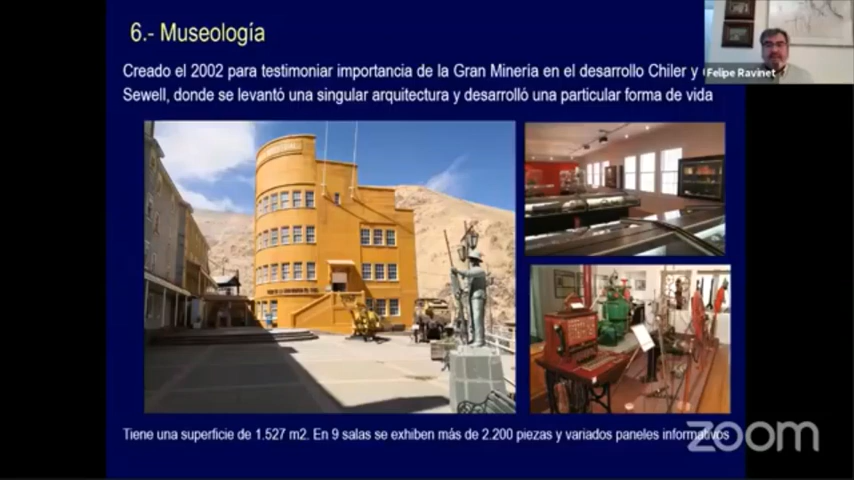 6.- Museología
Felipe Ravinet
Creado el 2002 para testimoniar importancia de la Gran Minería en el desarrollo Chiler y
Sewell, donde se levantó una singular arquitectura y desarrolló una particular forma de vida
Tiene una superficie de 1.527 m2. En 9 salas se exhiben más de 2.200 piezas y variados paneles informativos
zoom